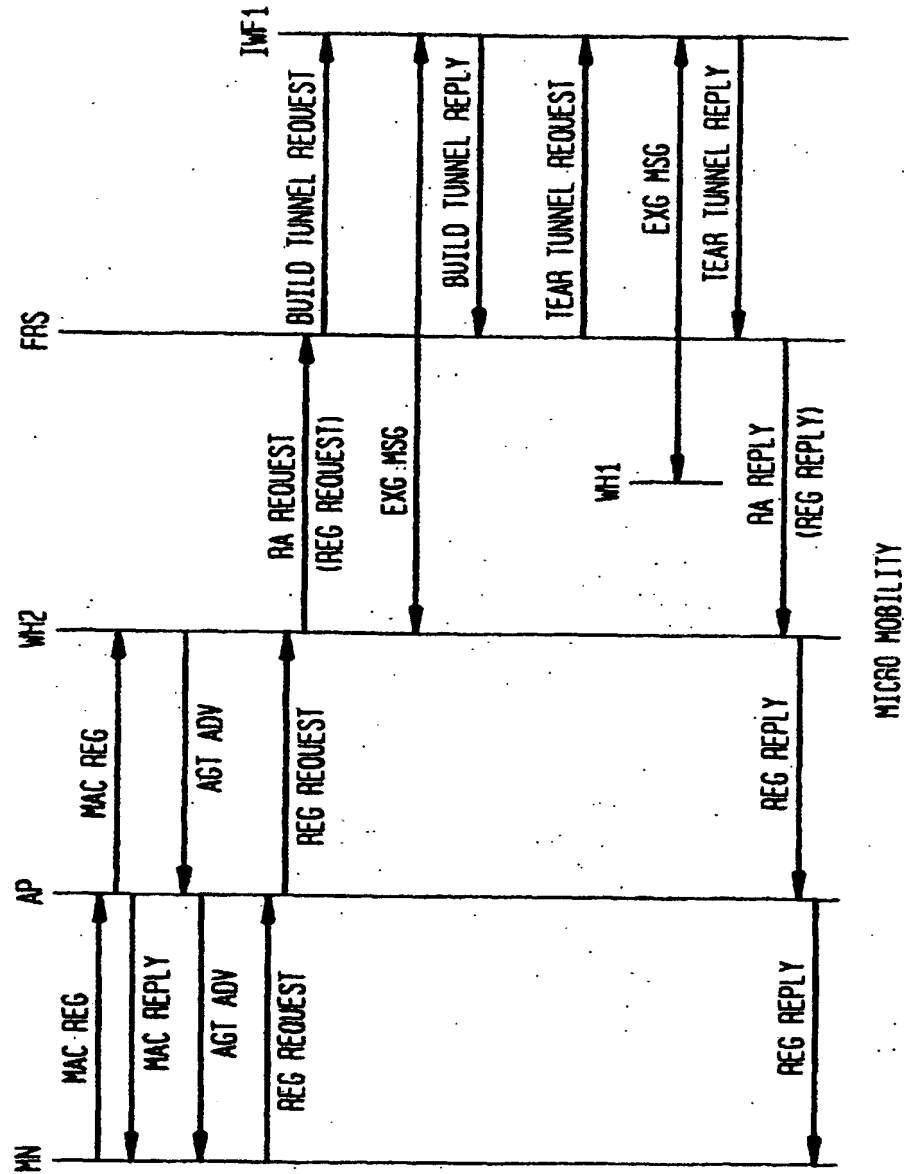 MN
AP
WH2
FRS
IWF1
MAC REG
MAC REPLY
MAC REG
AGT ADV
AGT ADV
REG REQUEST
REG REQUEST
RA REQUEST
(REG REQUEST)
BUILD TUNNEL REQUEST
EXG MSG
BUILD TUNNEL REPLY
TEAR TUNNEL REQUEST
WH1
EXG MSG
TEAR TUNNEL REPLY
RA REPLY
(REG REPLY)
REG REPLY
REG REPLY
MICRO MOBILITY